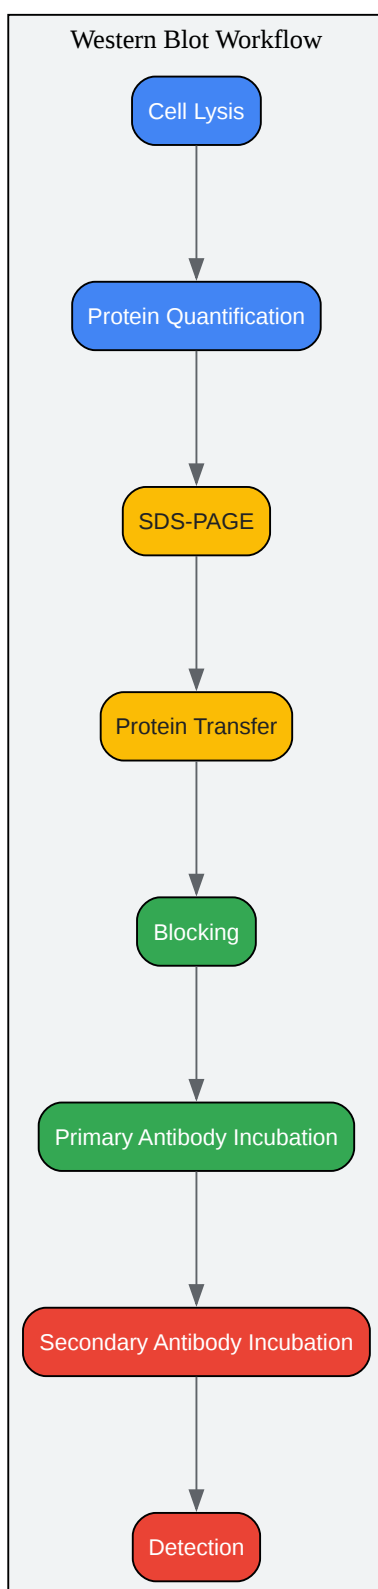 Western Blot Workflow
Cell Lysis
Protein Quantification
SDS-PAGE
Protein Transfer
Blocking
Primary Antibody Incubation
Secondary Antibody Incubation
Detection